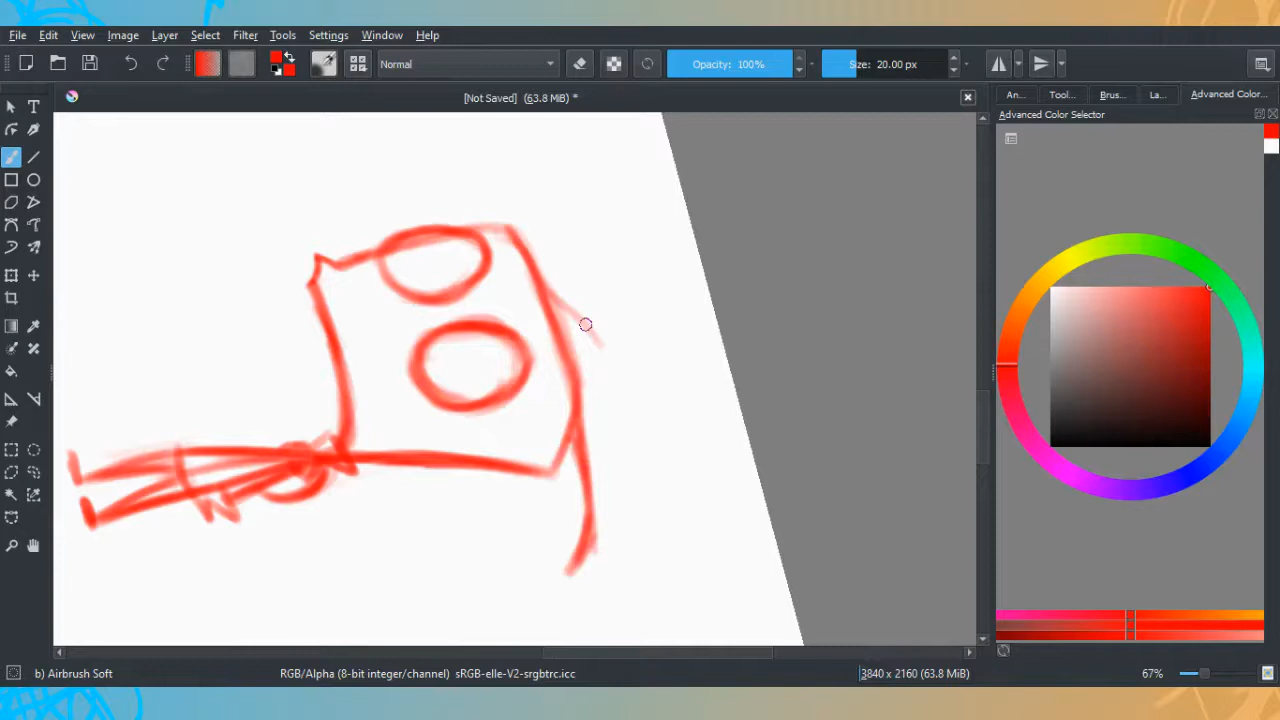 File Edit View Image Layer Select Filter Tools Settings Window Help
Normal Opacity: 100% Size: 20.00 px
[Not Saved] (63.8 MiB) *
An... Tool... Brus... La... Advanced Color...
Advanced Color Selector
b) Airbrush Soft RGB/Alpha (8-bit integer/channel) sRGB-elle-V2-srgbtrc.icc 3840 x 2160 (63.8 MiB) 67%